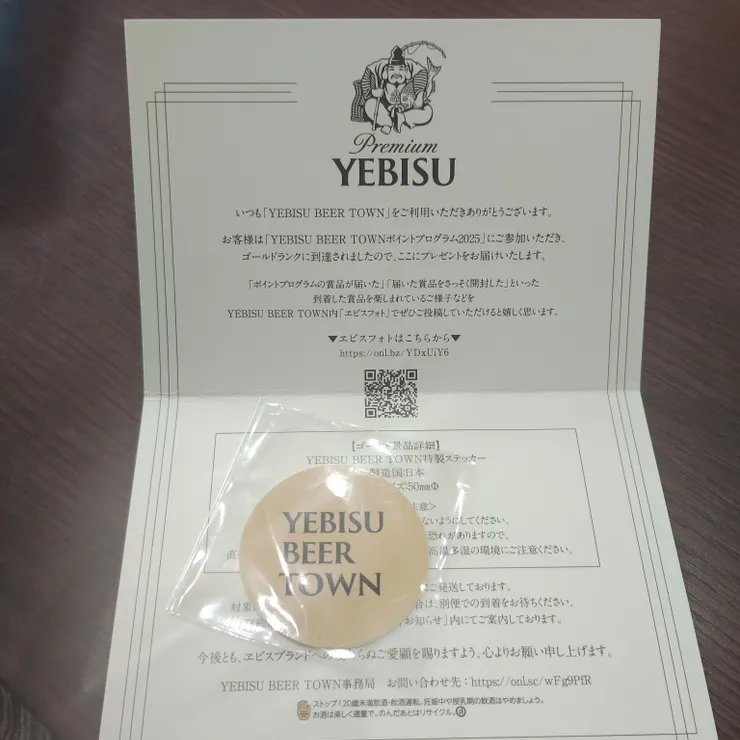 Premium
YEBISU
いつも「YEBISU BEER TOWN」をご利用いただきありがとうございます。
お客様は「YEBISU BEER TOWNポイントプログラム2025」にご参加いただき、
ゴールドランクに到達されましたので、ここにプレゼントをお届けいたします。
「ポイントプログラムの賞品が届いた」「届いた賞品をさっそく開封した」といった
到着した賞品を楽しまれているご様子などを
YEBISU BEER TOWN内「ヱビスフォト」でぜひご投稿していただけると嬉しく思います。
▼ヱビスフォトはこちらから▼
https://onl.bz/YDxUiY6
景品詳細】
YEBISU BEER TOWN特製ステッカー
製造国:日本
ズ:50mmΦ
意>
ないようにしてください。
恐れがありますので、
高温多湿の環境にご注意ください。
YEBISU
BEER
TOWN
ご発送しております。
合は、別便での到着をお待ちください。
お知らせ」内にてご案内しております。
今後とも、ヱビスブランドへの らぬご愛顧を賜りますよう、心よりお願い申し上げます。
YEBISU BEER TOWN事務局 お問い合わせ先:https://onl.sc/wFg9PfR
ストップ!20歳未満飲酒・飲酒運転。妊娠中や授乳期の飲酒はやめましょう。
お酒は楽しく適量で。のんだあとはリサイクル。